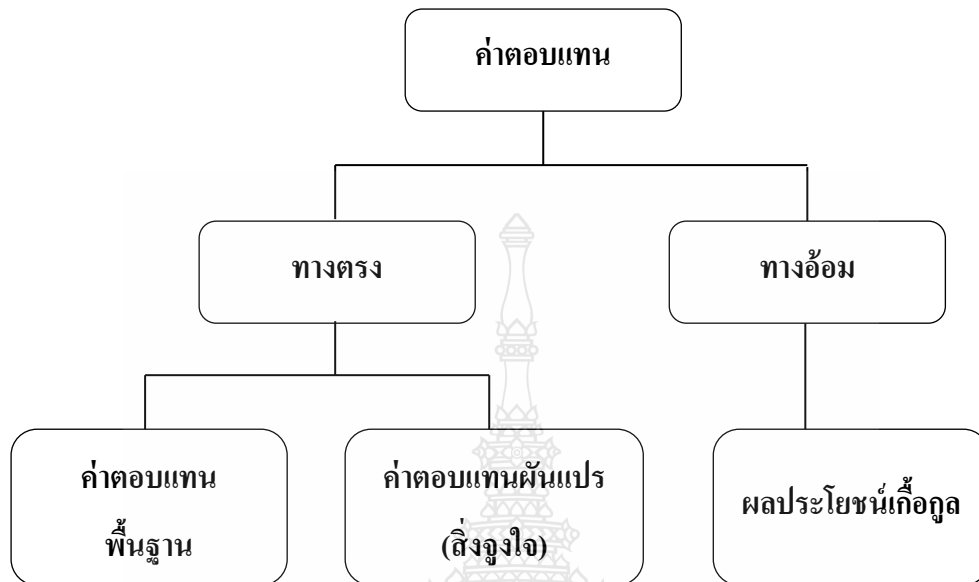 ค่าตอบแทน
ทางตรง
ทางอ้อม
ค่าตอบแทน
พื้นฐาน
ค่าตอบแทนผันแปร
(สิ่งจูงใจ)
ผลประโยชน์เกื้อกูล